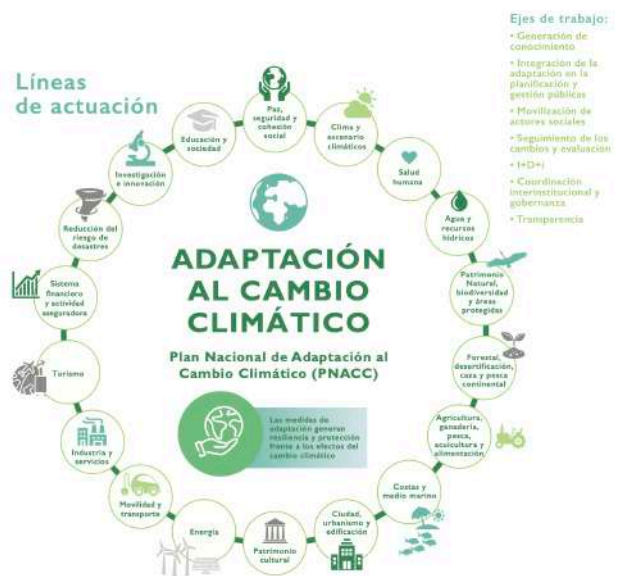 Líneas
de actuación
Ejes de trabajo:
• Generación de
conocimiento
• Integración de la
adaptación en la
planificación y
gestión públicas
• Movilización de
actores sociales
• Seguimiento de los
cambios y evaluación
• I+D+i
• Coordinación
interinstitucional y
gobernanza
• Transparencia
Paz,
seguridad y
cohesión
social
Clima y
escenario
climáticos
Salud
humana
Agua y
recursos
hídricos
Patrimonio
Natural,
biodiversidad
y áreas
protegidas
Forestal,
desertificación,
caza y pesca
continental
Agricultura,
ganadería,
pesca,
acuicultura y
alimentación
Costas y
medio marino
Ciudad,
urbanismo y
edificación
Patrimonio
cultural
Energía
Movilidad y
transporte
Industria y
servicios
Turismo
Sistema
financiero
y actividad
aseguradora
Reducción del
riesgo de
desastres
Investigación
e innovación
Educación y
sociedad
ADAPTACIÓN
AL CAMBIO
CLIMÁTICO
Plan Nacional de Adaptación al
Cambio Climático (PNACC)
Las medidas de
adaptación generan
resiliencia y protección
frente a los efectos del
cambio climático